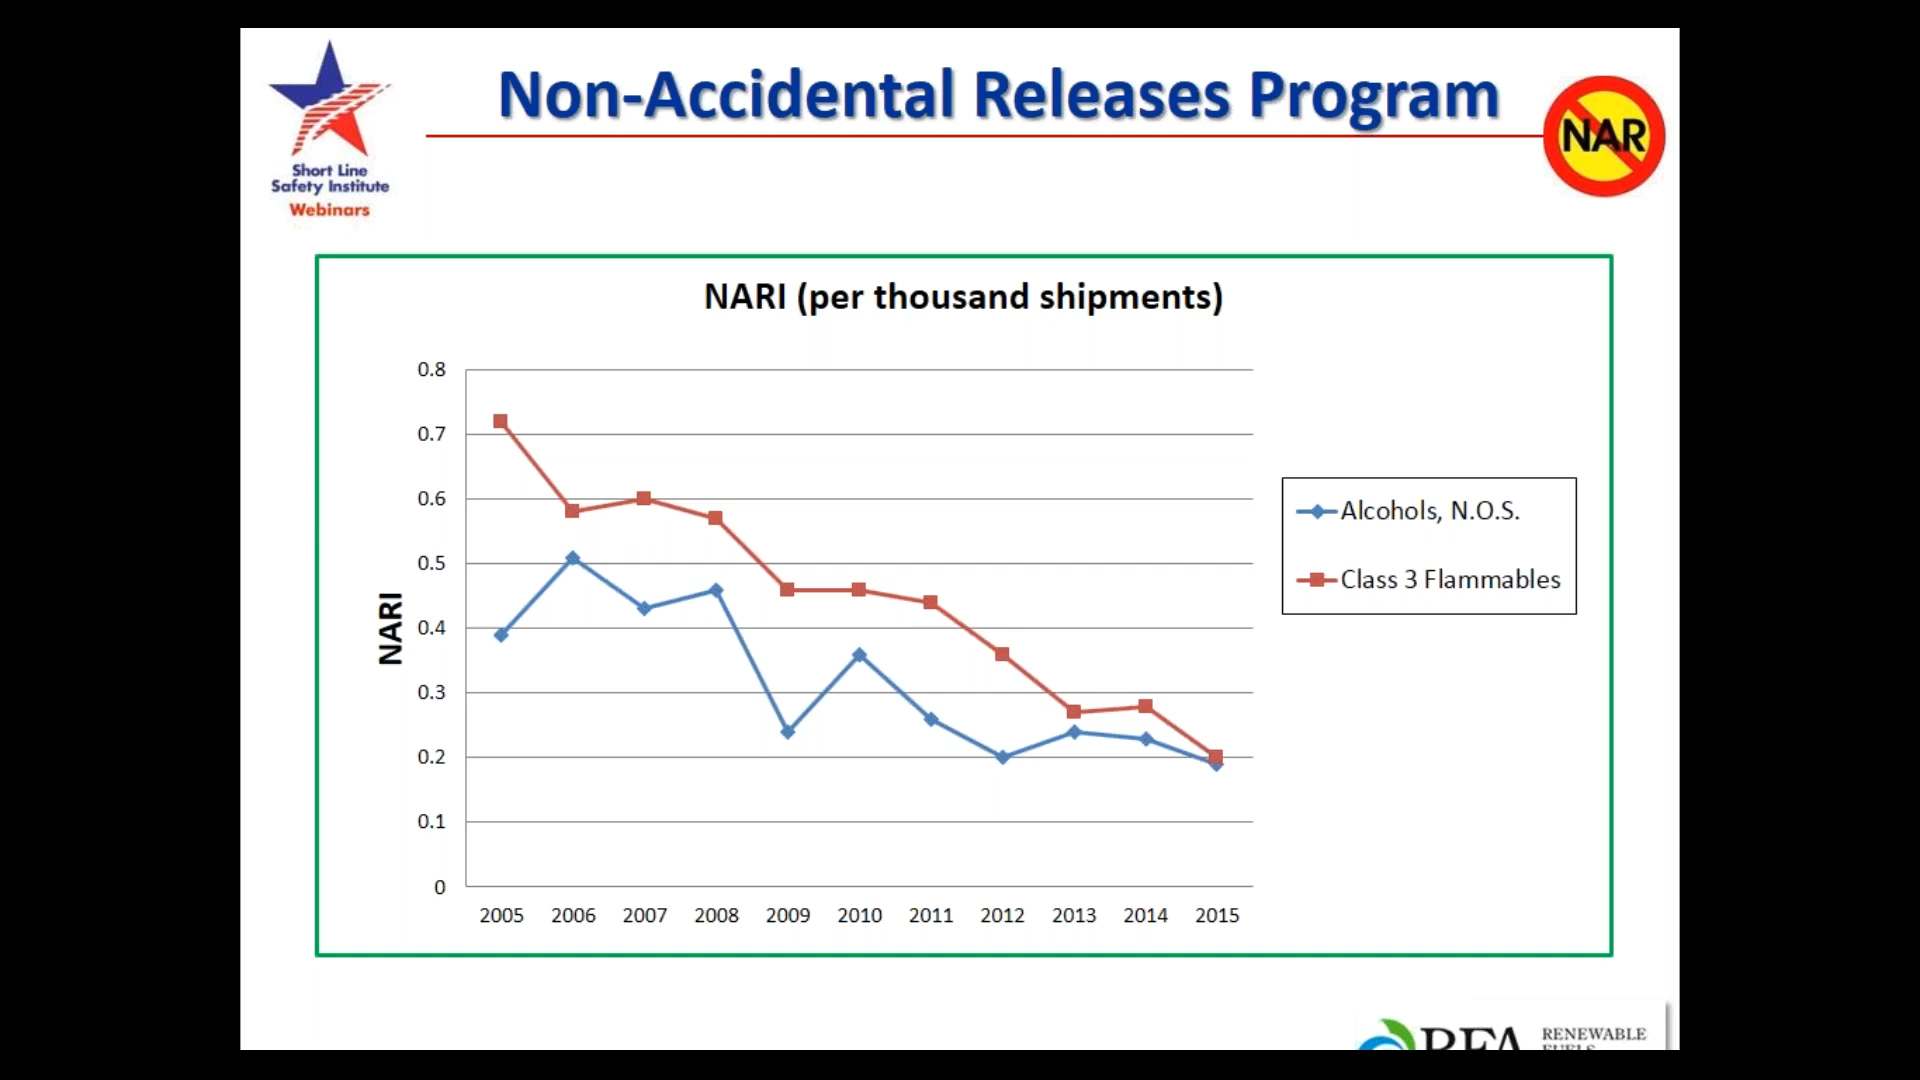 Non-Accidental Releases Program
NAR
Short Line
Safety Institute
Webinars
NARI (per thousand shipments)
NARI
0.8
0.7
0.6
0.5
0.4
0.3
0.2
0.1
0
2005 2006 2007 2008 2009 2010 2011 2012 2013 2014 2015
Alcohols, N.O.S.
Class 3 Flammables
RFA
RENEWABLE
FUELS